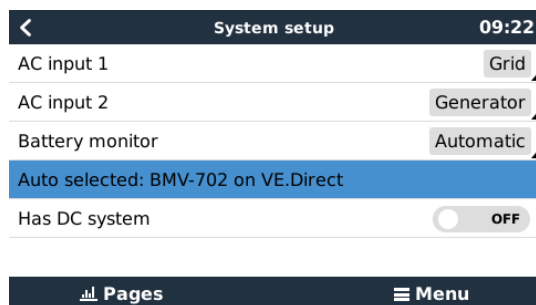 System setup 09:22
AC input 1 Grid
AC input 2 Generator
Battery monitor Automatic
Auto selected: BMV-702 on VE.Direct
Has DC system OFF
Pages Menu